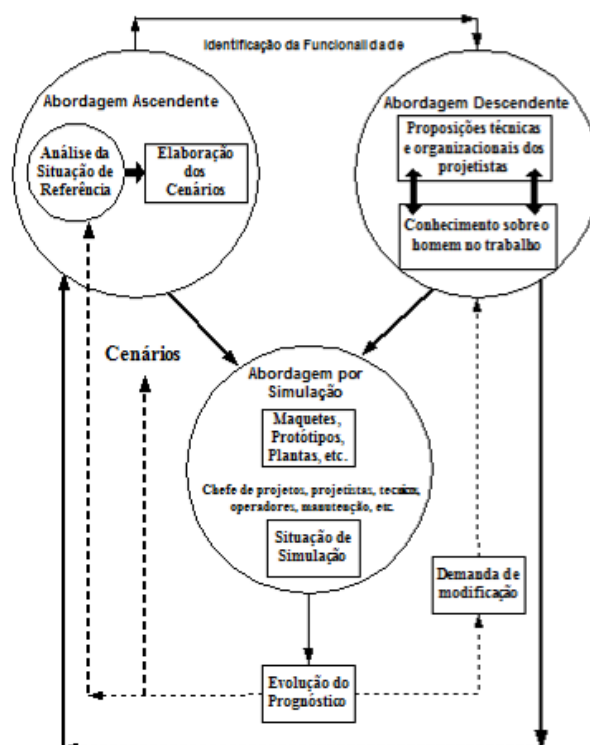 Identificação da Funcionalidade
Abordagem Ascendente
Análise da
Situação de
Referência
Elaboração
dos
Cenários
Abordagem Descendente
Proposições técnicas
e organizacionais dos
projetistas
Conhecimento sobre o
homem no trabalho
Cenários
Abordagem por
Simulação
Maquetes,
Protótipos,
Plantas, etc.
Chefe de projetos, projetistas, tecnicos,
operadores, manutenção, etc.
Situação de
Simulação
Demanda de
modificação
Evolução do
Prognóstico